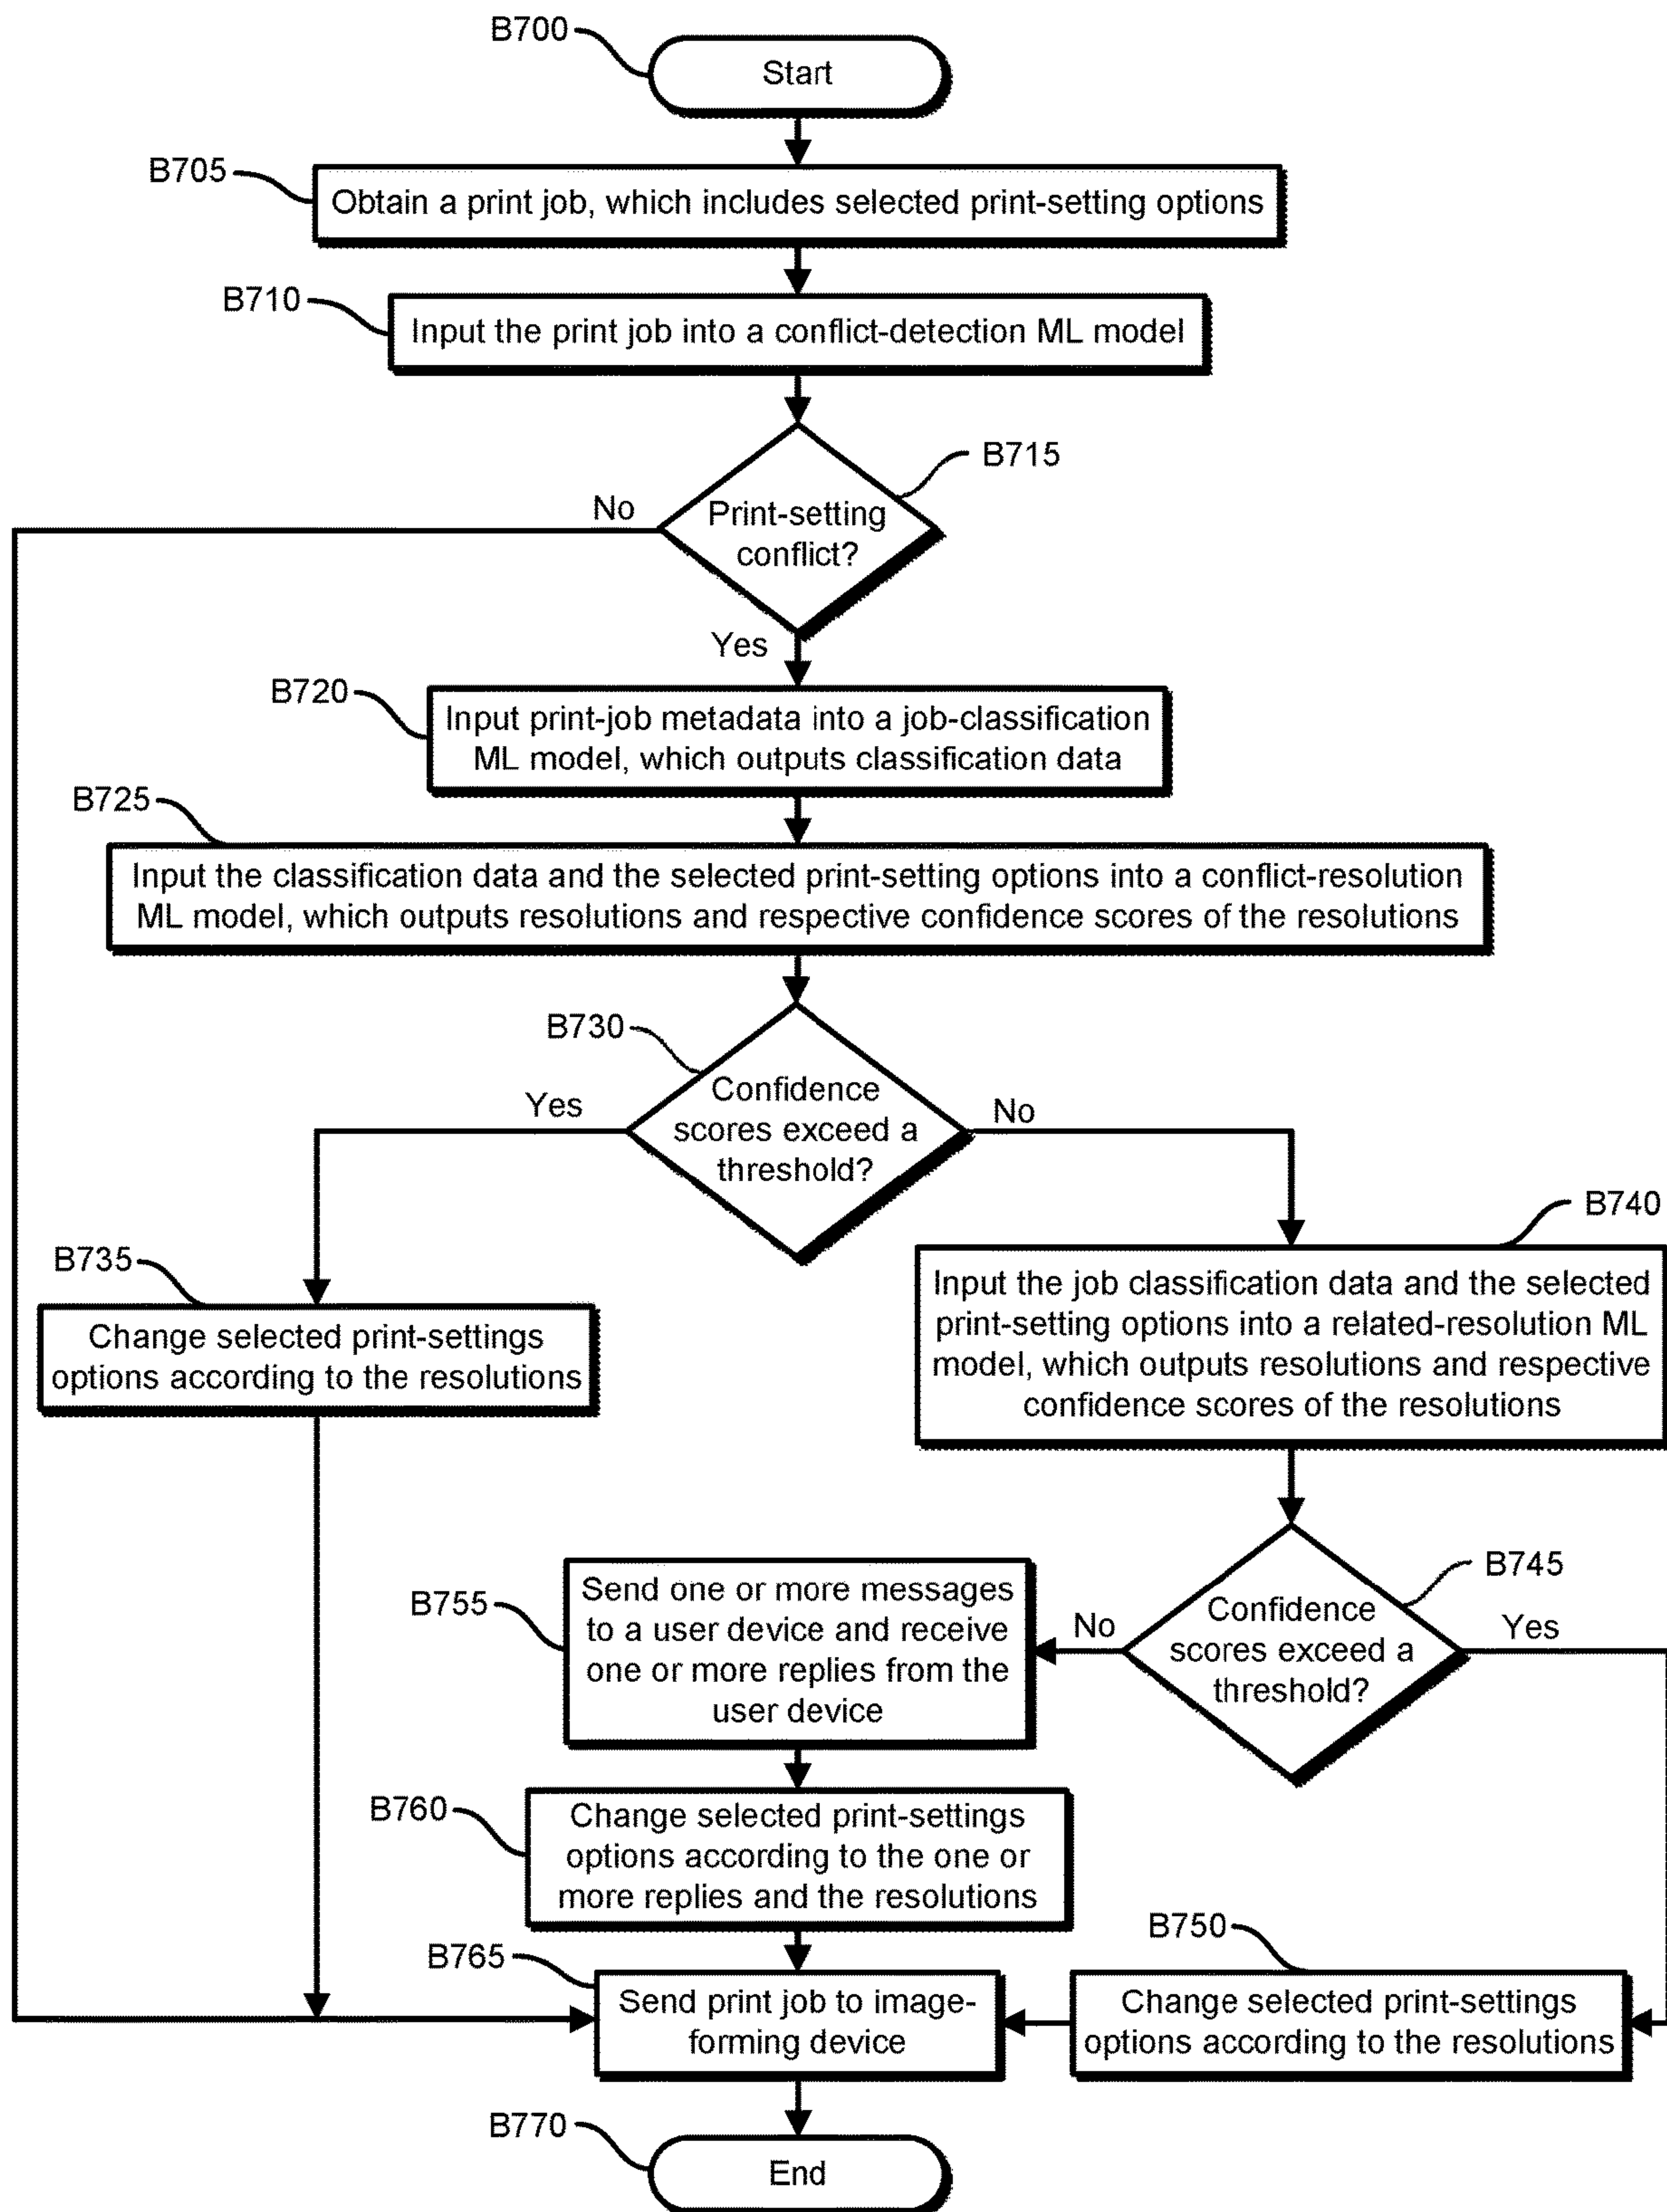 B700
Start
B705
Obtain a print job, which includes selected print-setting options
B710
Input the print job into a conflict-detection ML model
B715
No
Print-setting
conflict?
Yes
B720
Input print-job metadata into a job-classification
ML model, which outputs classification data
B725
Input the classification data and the selected print-setting options into a conflict-resolution
ML model, which outputs resolutions and respective confidence scores of the resolutions
B730
Yes
Confidence
scores exceed a
threshold?
No
B735
Change selected print-settings
options according to the resolutions
B740
Input the job classification data and the selected
print-setting options into a related-resolution ML
model, which outputs resolutions and respective
confidence scores of the resolutions
B745
Confidence
scores exceed a
threshold?
No
Yes
B755
Send one or more messages
to a user device and receive
one or more replies from the
user device
B760
Change selected print-settings
options according to the one or
more replies and the resolutions
B750
Change selected print-settings
options according to the resolutions
B765
Send print job to image-
forming device
B770
End